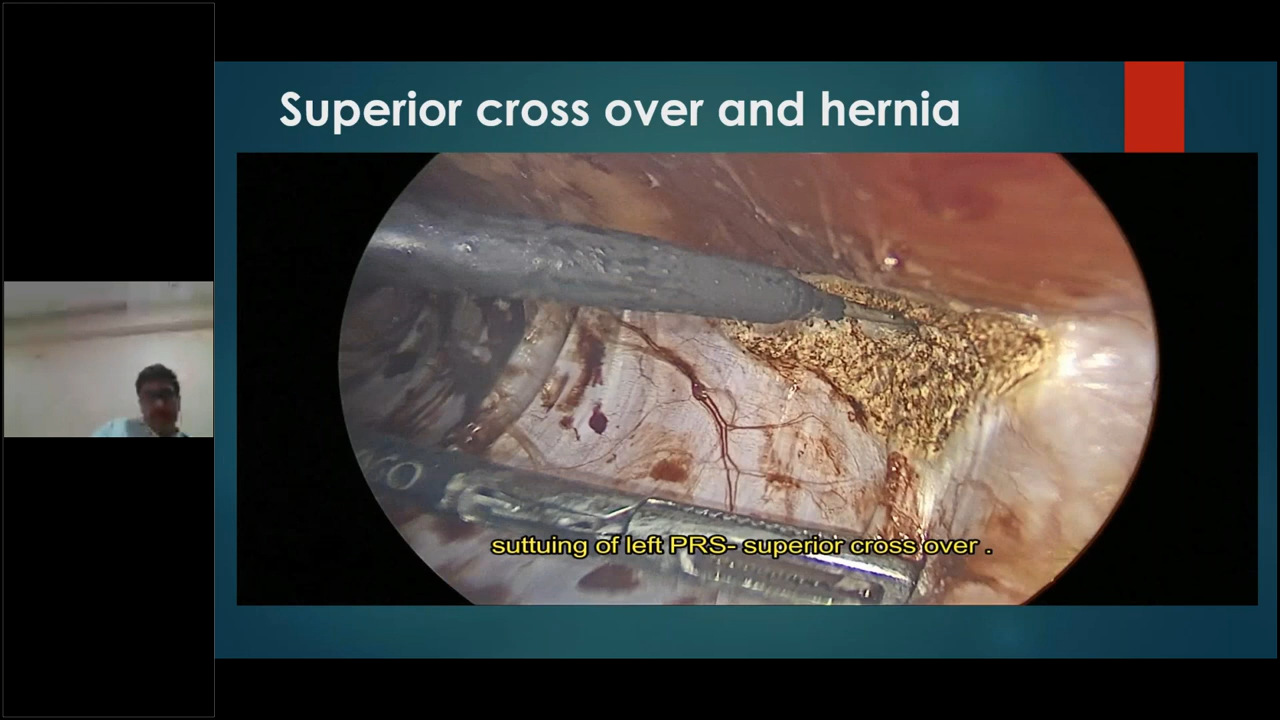 Superior cross over and hernia
suttuing of left PRS- superior cross over .